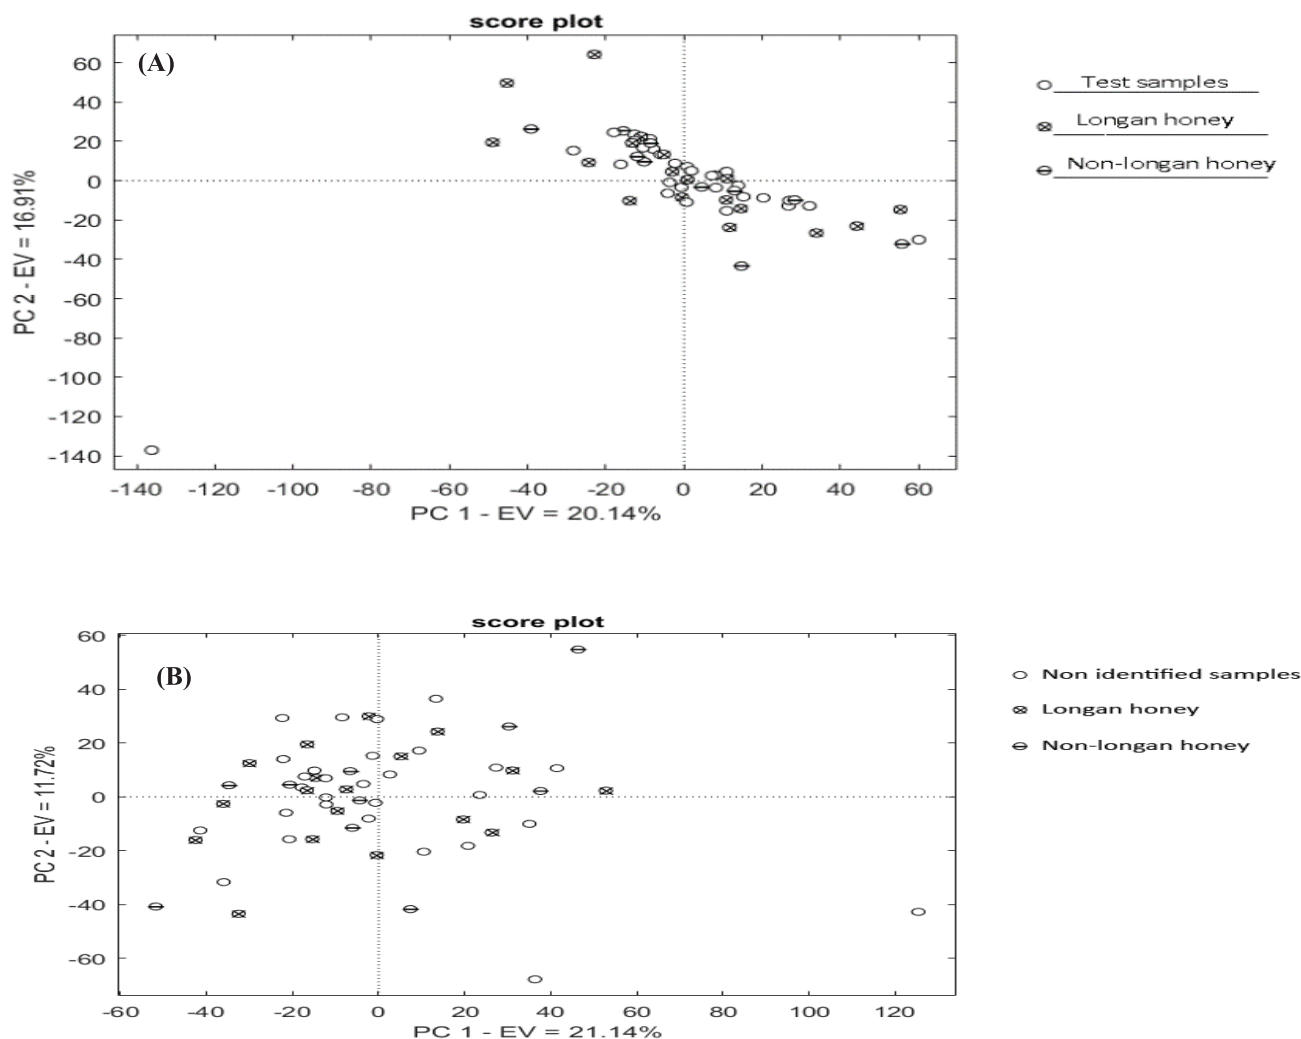 score plot
(A)
60
40
20
0
-20
-40
-60
-80
-100
-120
-140
PC 2 - EV = 16.91%
-140 -120 -100 -80 -60 -40 -20 0 20 40 60
PC 1 - EV = 20.14%
Test samples
Longan honey
Non-longan honey
score plot
(B)
60
40
20
0
-20
-40
-60
PC 2 - EV = 11.72%
-60 -40 -20 0 20 40 60 80 100 120
PC 1 - EV = 21.14%
Non identified samples
Longan honey
Non-longan honey